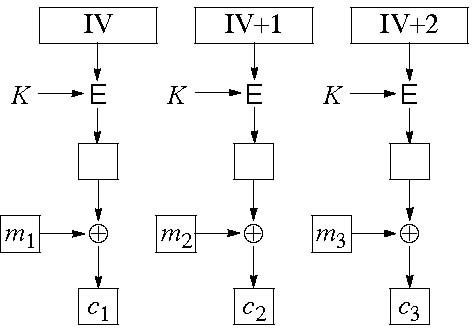 IV IV+1 IV+2
K E K E K E
m₁ ⊕ m₂ ⊕ m₃ ⊕
c₁ c₂ c₃